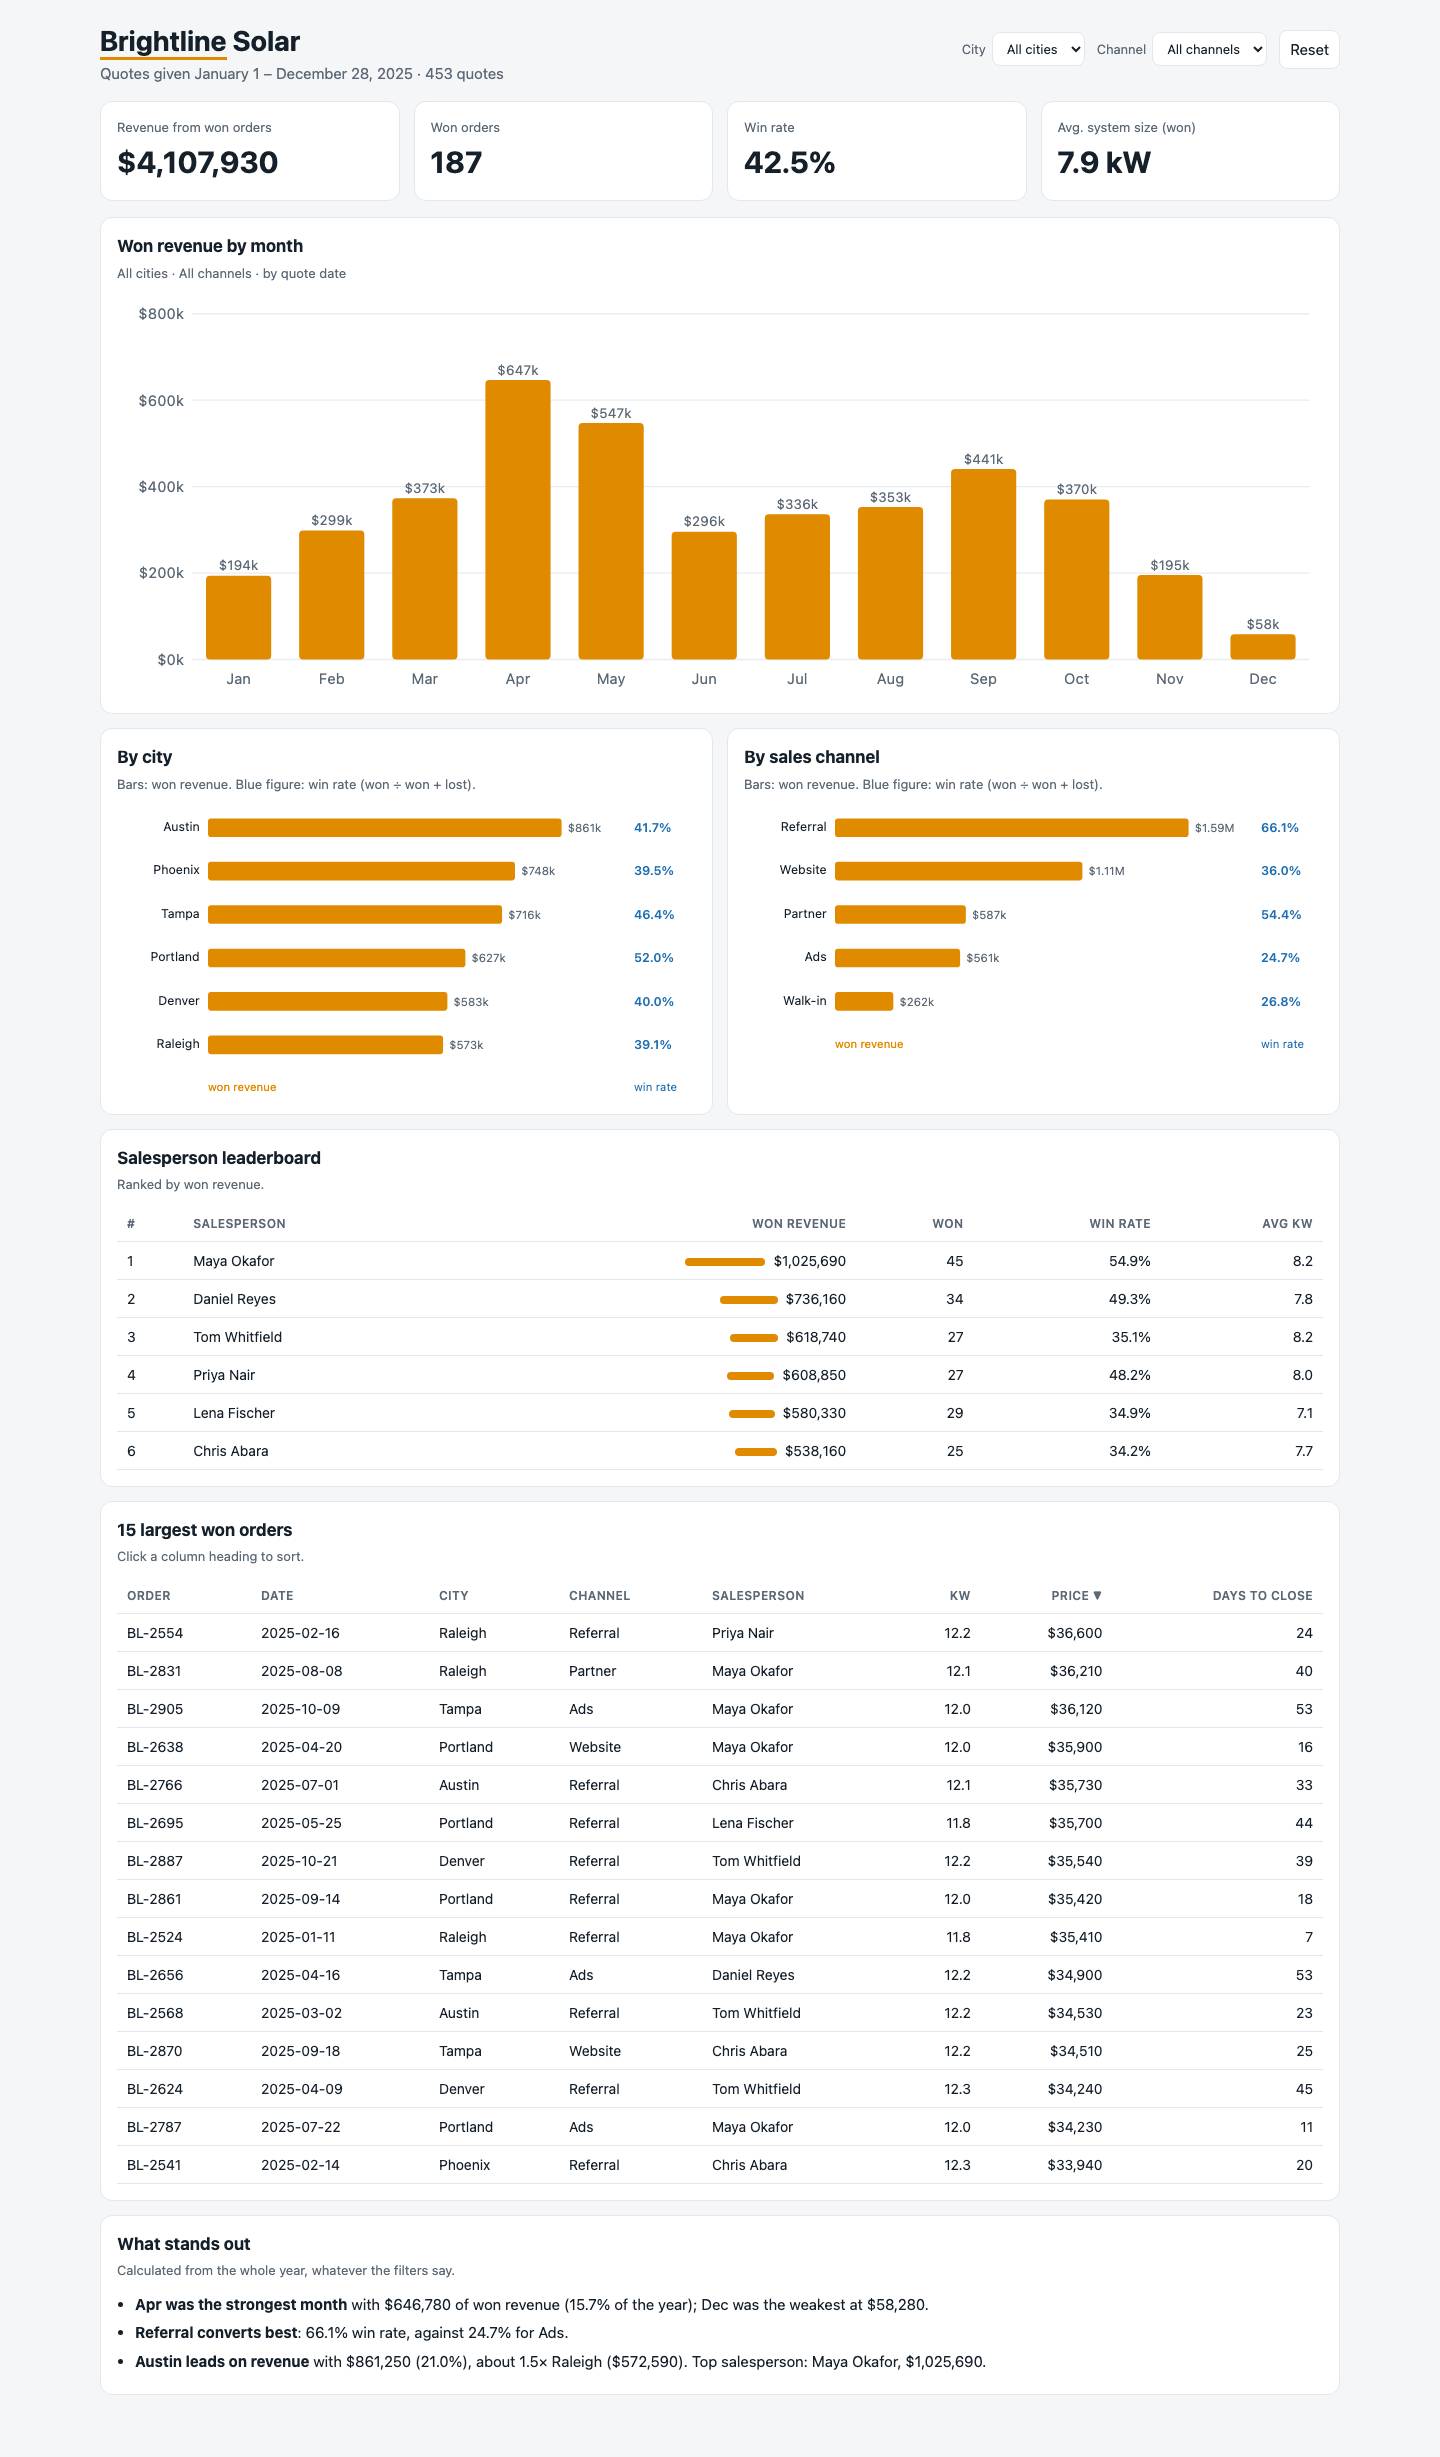 Brightline Solar
Quotes given January 1 – December 28, 2025 · 453 quotes
City All cities Channel All channels Reset
Revenue from won orders
$4,107,930
Won orders
187
Win rate
42.5%
Avg. system size (won)
7.9 kW
Won revenue by month
All cities · All channels · by quote date
$800k
$600k
$400k
$200k
$0k
$194k
$299k
$373k
$647k
$547k
$296k
$336k
$353k
$441k
$370k
$195k
$58k
Jan Feb Mar Apr May Jun Jul Aug Sep Oct Nov Dec
By city
Bars: won revenue. Blue figure: win rate (won ÷ won + lost).
Austin $861k 41.7%
Phoenix $748k 39.5%
Tampa $716k 46.4%
Portland $627k 52.0%
Denver $583k 40.0%
Raleigh $573k 39.1%
won revenue win rate
By sales channel
Bars: won revenue. Blue figure: win rate (won ÷ won + lost).
Referral $1.59M 66.1%
Website $1.11M 36.0%
Partner $587k 54.4%
Ads $561k 24.7%
Walk-in $262k 26.8%
won revenue win rate
Salesperson leaderboard
Ranked by won revenue.
# SALESPERSON WON REVENUE WON WIN RATE AVG KW
1 Maya Okafor $1,025,690 45 54.9% 8.2
2 Daniel Reyes $736,160 34 49.3% 7.8
3 Tom Whitfield $618,740 27 35.1% 8.2
4 Priya Nair $608,850 27 48.2% 8.0
5 Lena Fischer $580,330 29 34.9% 7.1
6 Chris Abara $538,160 25 34.2% 7.7
15 largest won orders
Click a column heading to sort.
ORDER DATE CITY CHANNEL SALESPERSON KW PRICE ▼ DAYS TO CLOSE
BL-2554 2025-02-16 Raleigh Referral Priya Nair 12.2 $36,600 24
BL-2831 2025-08-08 Raleigh Partner Maya Okafor 12.1 $36,210 40
BL-2905 2025-10-09 Tampa Ads Maya Okafor 12.0 $36,120 53
BL-2638 2025-04-20 Portland Website Maya Okafor 12.0 $35,900 16
BL-2766 2025-07-01 Austin Referral Chris Abara 12.1 $35,730 33
BL-2695 2025-05-25 Portland Referral Lena Fischer 11.8 $35,700 44
BL-2887 2025-10-21 Denver Referral Tom Whitfield 12.2 $35,540 39
BL-2861 2025-09-14 Portland Referral Maya Okafor 12.0 $35,420 18
BL-2524 2025-01-11 Raleigh Referral Maya Okafor 11.8 $35,410 7
BL-2656 2025-04-16 Tampa Ads Daniel Reyes 12.2 $34,900 53
BL-2568 2025-03-02 Austin Referral Tom Whitfield 12.2 $34,530 23
BL-2870 2025-09-18 Tampa Website Chris Abara 12.2 $34,510 25
BL-2624 2025-04-09 Denver Referral Tom Whitfield 12.3 $34,240 45
BL-2787 2025-07-22 Portland Ads Maya Okafor 12.0 $34,230 11
BL-2541 2025-02-14 Phoenix Referral Chris Abara 12.3 $33,940 20
What stands out
Calculated from the whole year, whatever the filters say.
• Apr was the strongest month with $646,780 of won revenue (15.7% of the year); Dec was the weakest at $58,280.
• Referral converts best: 66.1% win rate, against 24.7% for Ads.
• Austin leads on revenue with $861,250 (21.0%), about 1.5× Raleigh ($572,590). Top salesperson: Maya Okafor, $1,025,690.